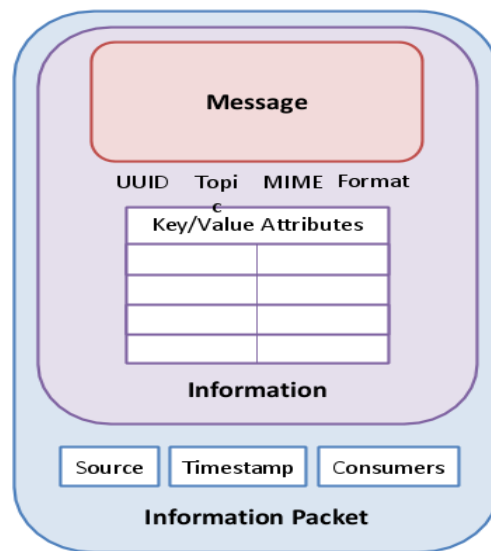 Message
UUID Topi MIME Format
c
Key/Value Attributes
Information
Source Timestamp Consumers
Information Packet